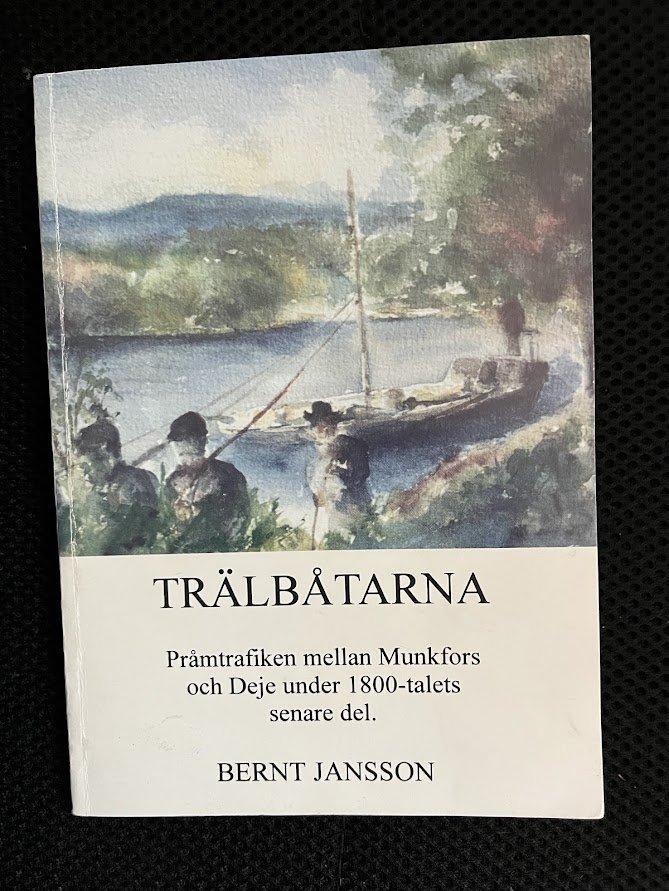 TRÄLBÅTARNA
Pråmtrafiken mellan Munkfors
och Deje under 1800-talets
senare del.
BERNT JANSSON